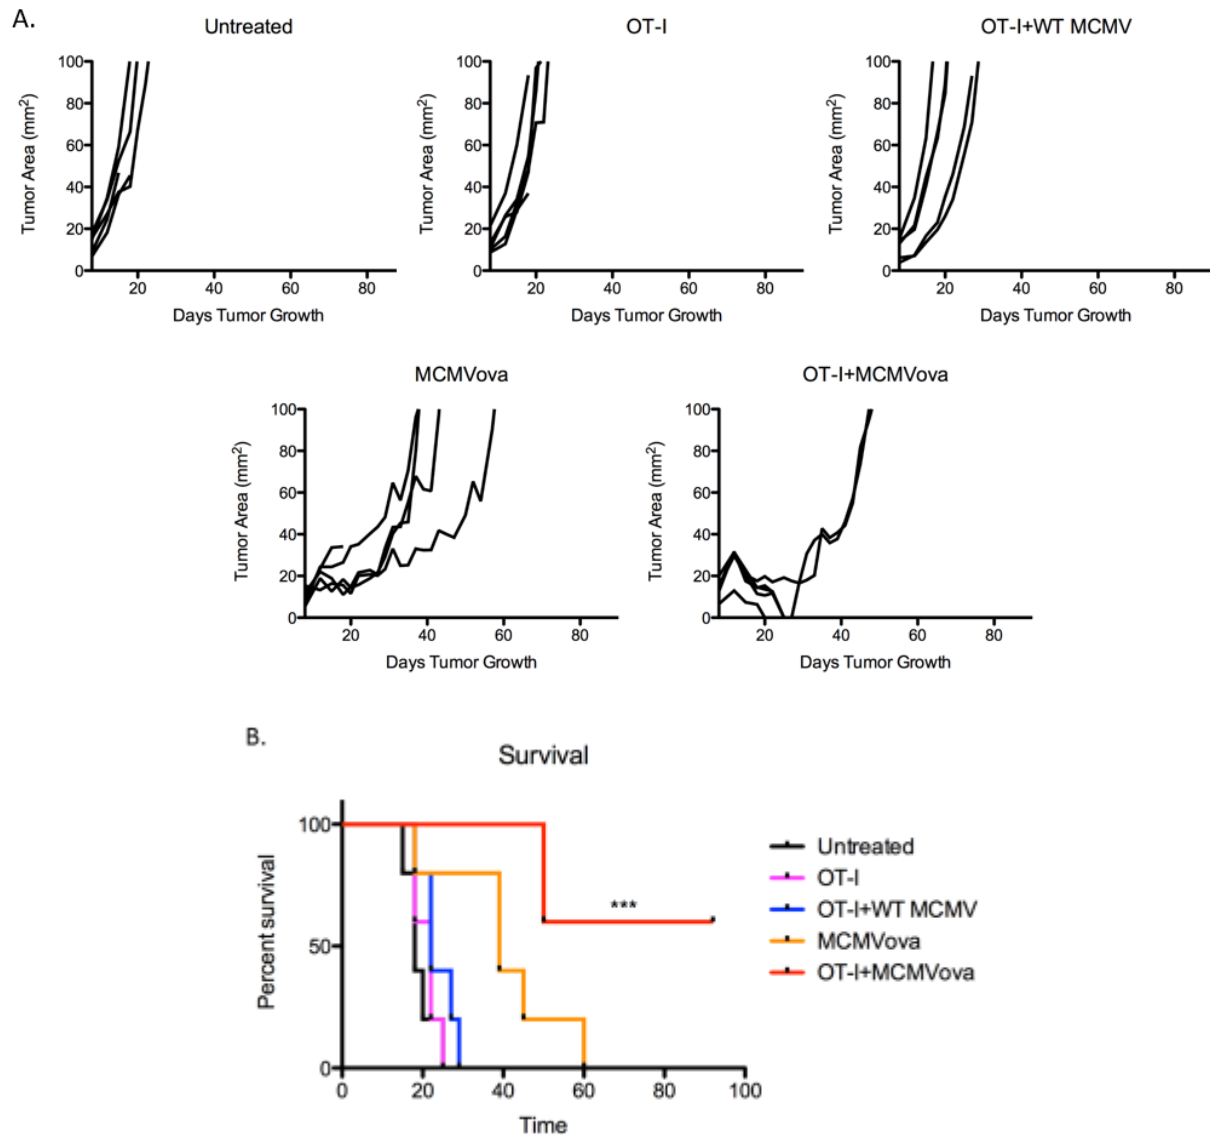 A.
Untreated
OT-I
OT-I+WT MCMV
100
80
60
40
20
0
Tumor Area (mm²)
20 40 60 80
Days Tumor Growth
100
80
60
40
20
0
Tumor Area (mm²)
20 40 60 80
Days Tumor Growth
100
80
60
40
20
0
Tumor Area (mm²)
20 40 60 80
Days Tumor Growth
MCMVova
OT-I+MCMVova
100
80
60
40
20
0
Tumor Area (mm²)
20 40 60 80
Days Tumor Growth
100
80
60
40
20
0
Tumor Area (mm²)
20 40 60 80
Days Tumor Growth
B.
Survival
100
50
0
Percent survival
0 20 40 60 80 100
Time
***
Untreated
OT-I
OT-I+WT MCMV
MCMVova
OT-I+MCMVova